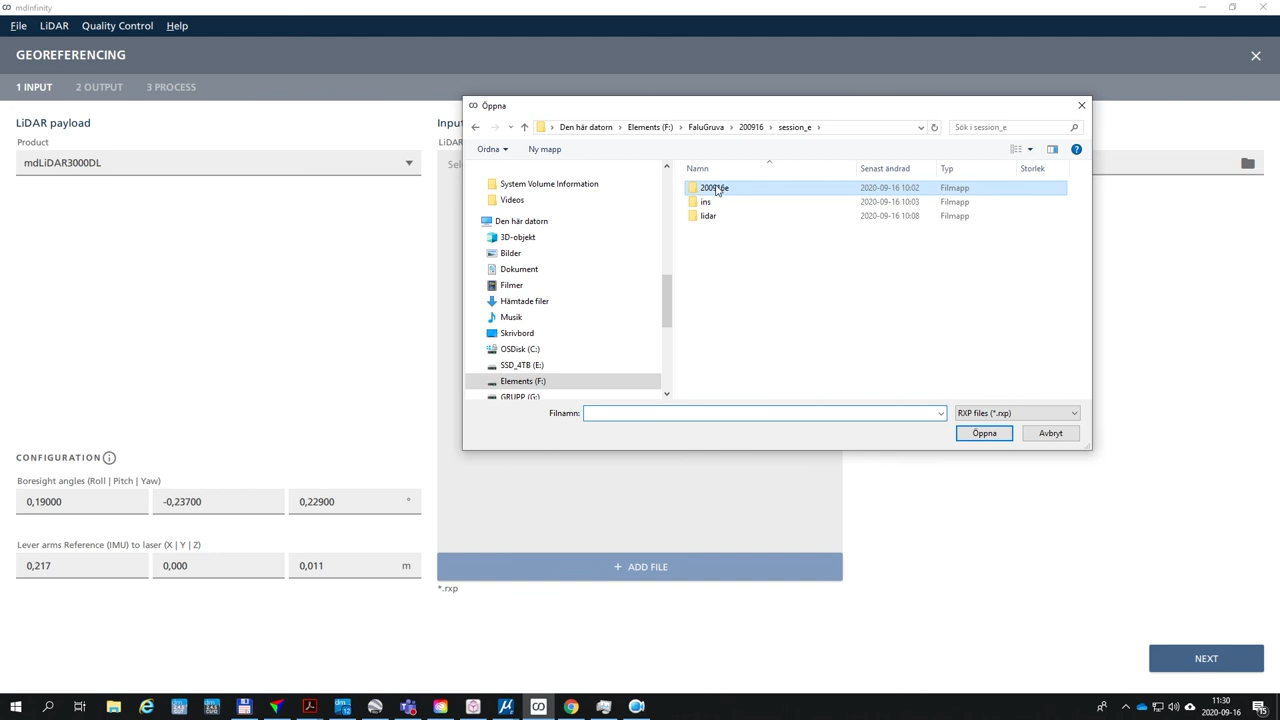 mdInfinity
File LiDAR Quality Control Help
GEOREFERENCING
1 INPUT 2 OUTPUT 3 PROCESS
LiDAR payload
Product
mdLiDAR3000DL
CONFIGURATION
Boresight angles (Roll | Pitch | Yaw)
0,19000 -0,23700 0,22900 °
Lever arms Reference (IMU) to laser (X | Y | Z)
0,217 0,000 0,011 m
Öppna
Den här datorn Elements (F:) FaluGruva 200916 session_e Sök i session_e
Ordna Ny mapp
System Volume Information
Videos
Den här datorn
3D-objekt
Bilder
Dokument
Filmer
Hämtade filer
Musik
Skrivbord
OSDisk (C:)
SSD_4TB (E:)
Elements (F:)
GRUPP (G:)
Namn Senast ändrad Typ Storlek
200916e 2020-09-16 10:02 Filmapp
ins 2020-09-16 10:03 Filmapp
lidar 2020-09-16 10:08 Filmapp
Filnamn: RXP files (*.rxp)
Öppna Avbryt
+ ADD FILE
*.rxp
NEXT
11:30
2020-09-16
15